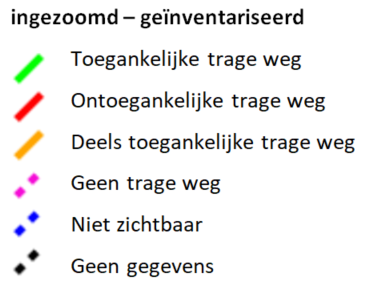 ingezoomd – geïnventariseerd
Toegankelijke trage weg
Ontoegankelijke trage weg
Deels toegankelijke trage weg
Geen trage weg
Niet zichtbaar
Geen gegevens